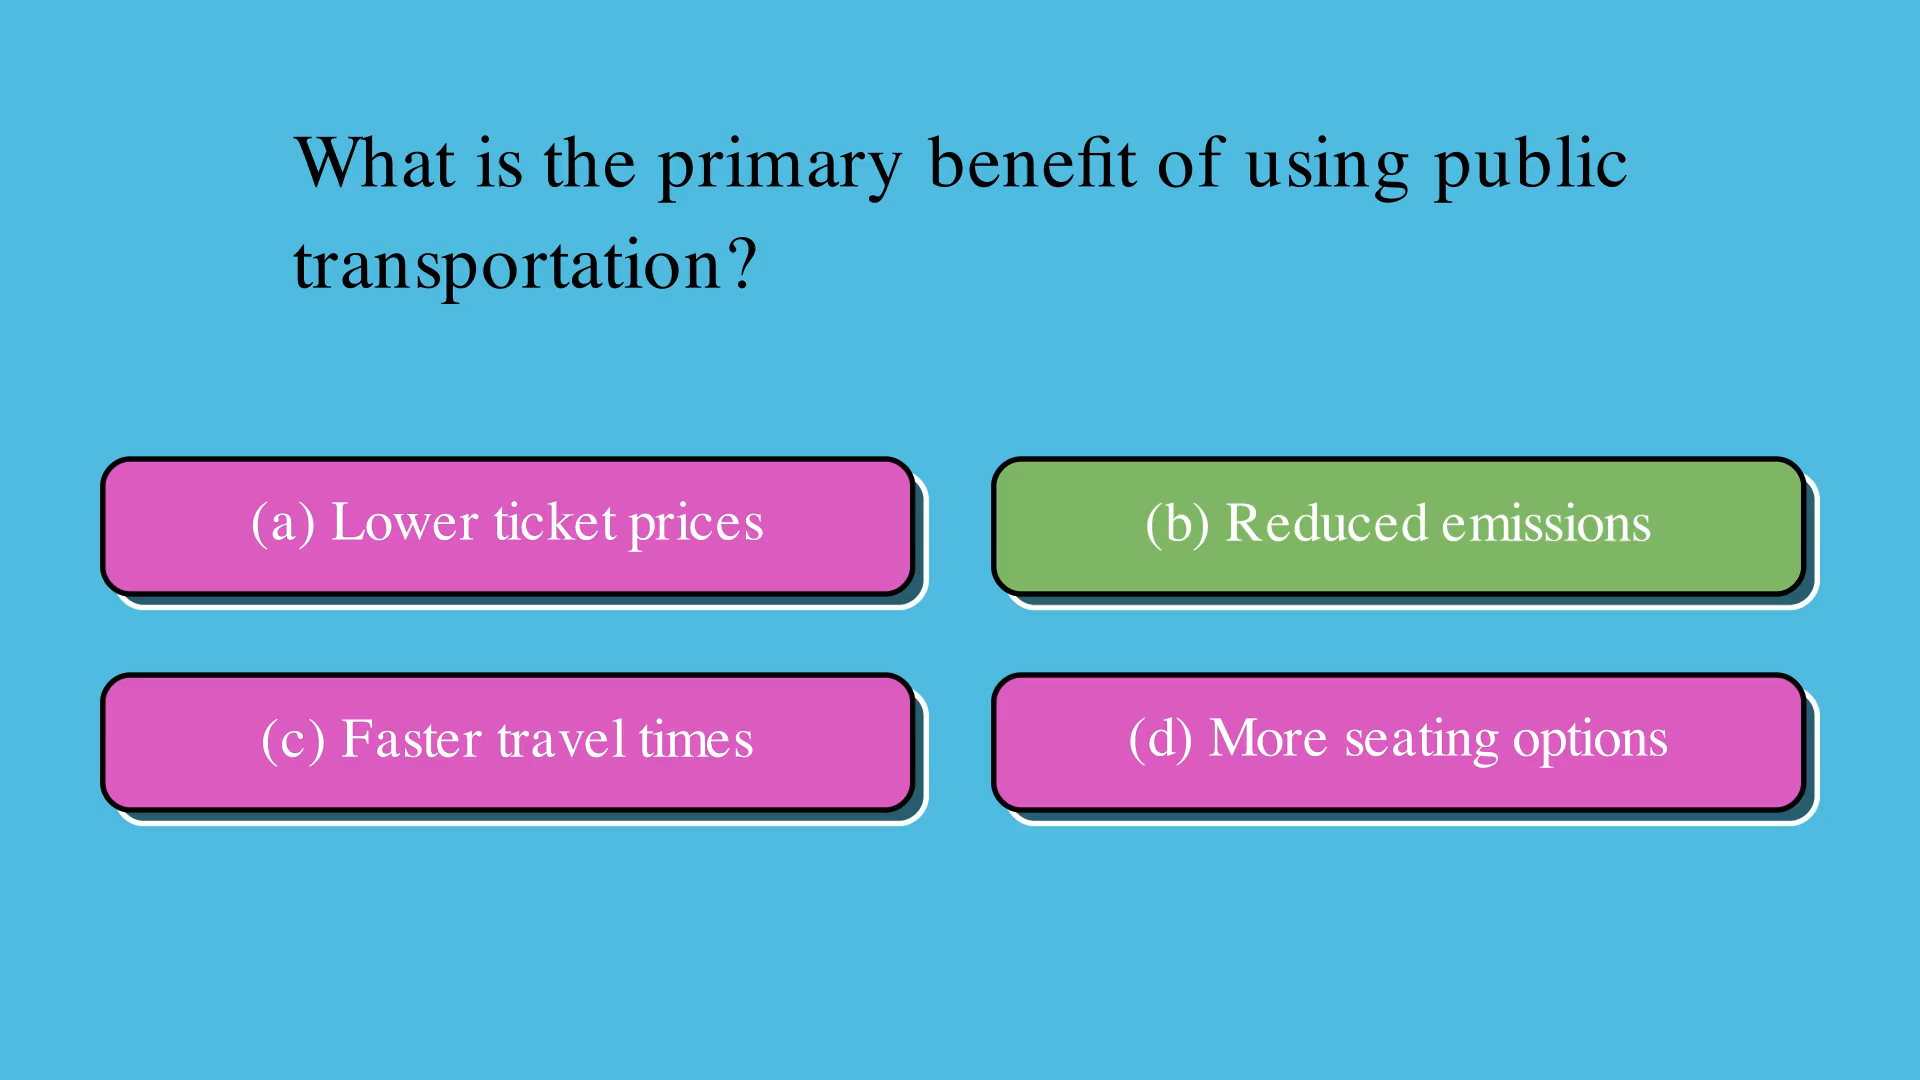 What is the primary benefit of using public
transportation?
(a) Lower ticket prices
(b) Reduced emissions
(c) Faster travel times
(d) More seating options